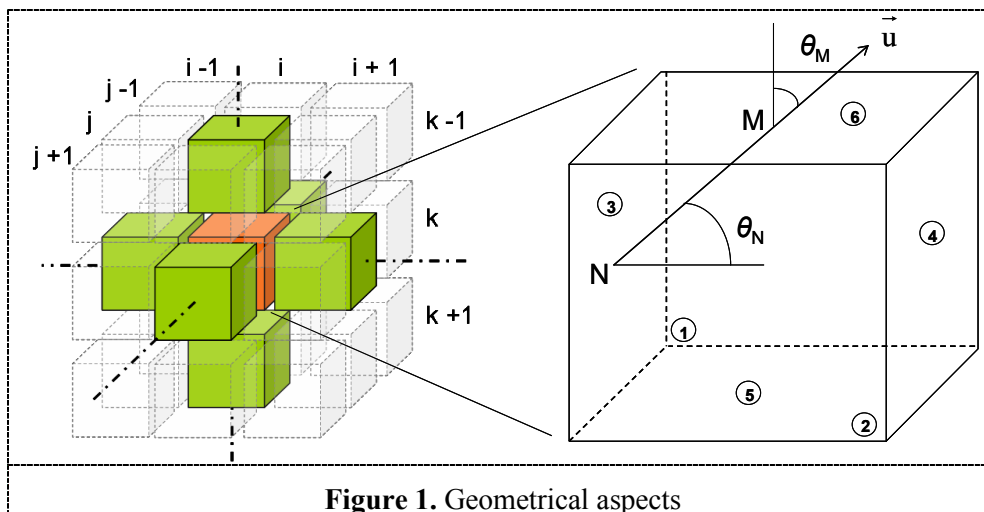 i - 1
i
i + 1
j - 1
j
j +1
k -1
k
k +1
θM
u
M
6
3
θN
4
N
1
5
2
Figure 1. Geometrical aspects